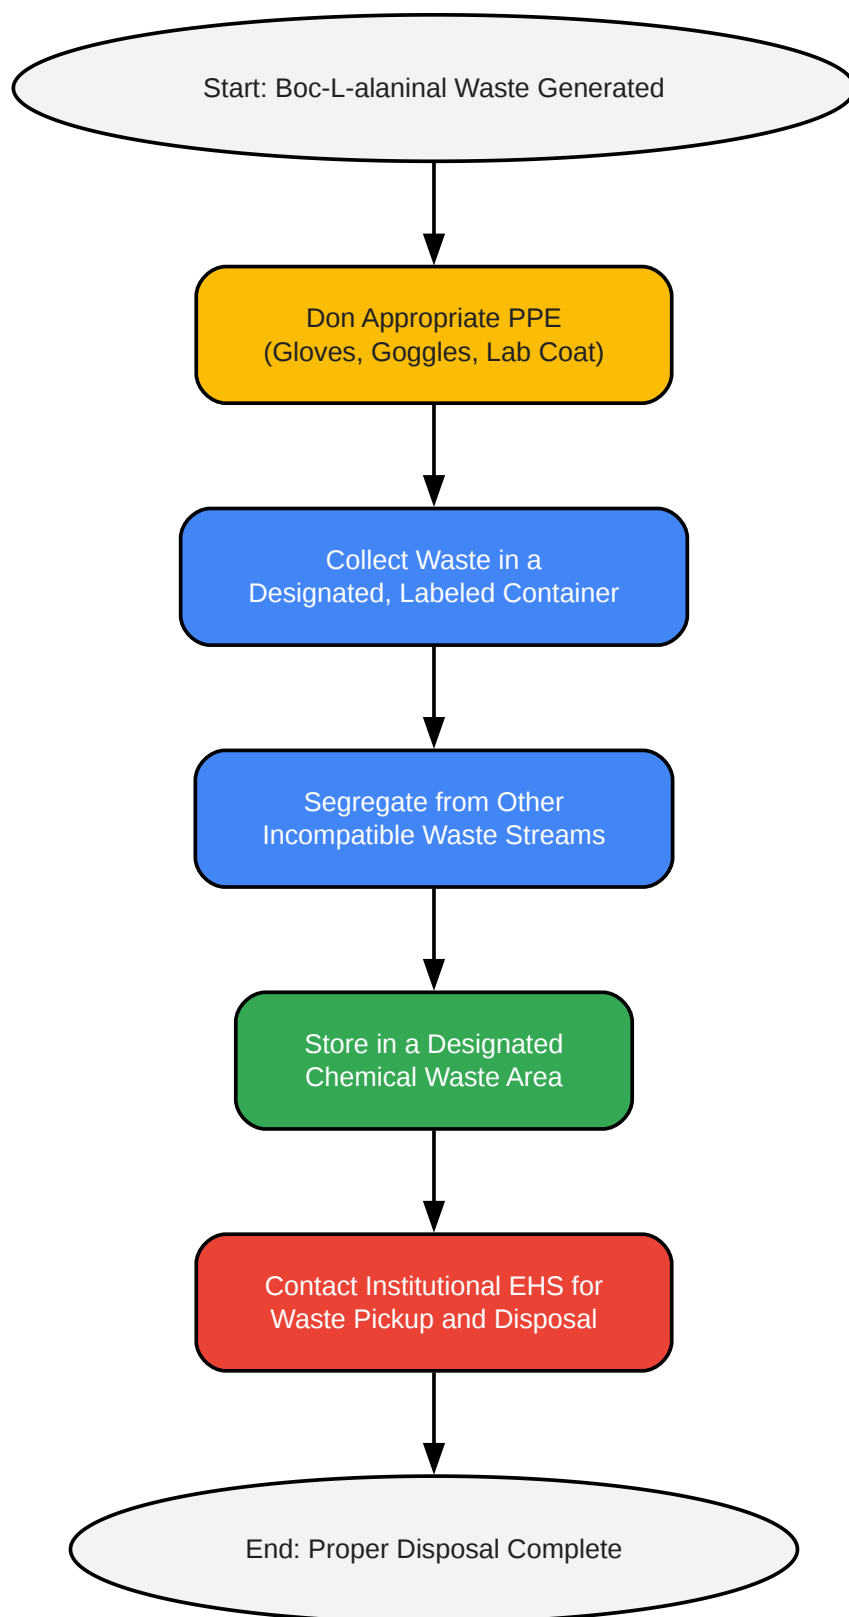 Start: Boc-L-alaninal Waste Generated
Don Appropriate PPE
(Gloves, Goggles, Lab Coat)
Collect Waste in a
Designated, Labeled Container
Segregate from Other
Incompatible Waste Streams
Store in a Designated
Chemical Waste Area
Contact Institutional EHS for
Waste Pickup and Disposal
End: Proper Disposal Complete